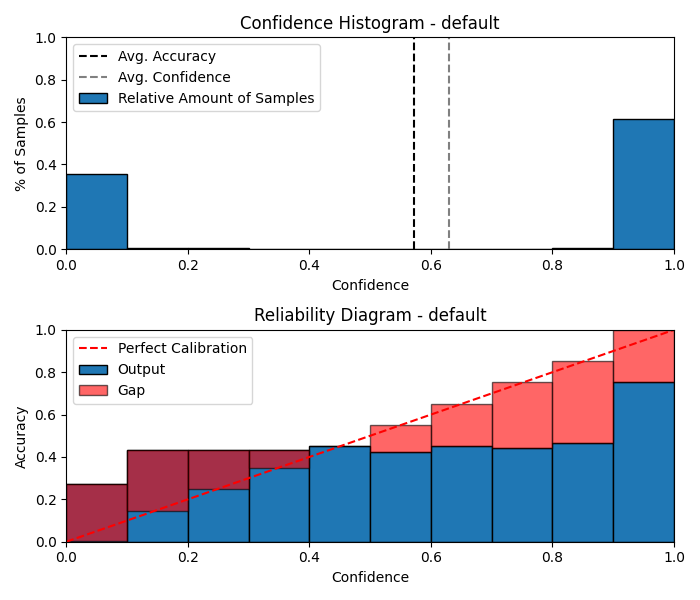 Confidence Histogram - default
1.0
0.8
0.6
0.4
0.2
0.0
% of Samples
Avg. Accuracy
Avg. Confidence
Relative Amount of Samples
0.0 0.2 0.4 0.6 0.8 1.0
Confidence
Reliability Diagram - default
1.0
0.8
0.6
0.4
0.2
0.0
Accuracy
Perfect Calibration
Output
Gap
0.0 0.2 0.4 0.6 0.8 1.0
Confidence